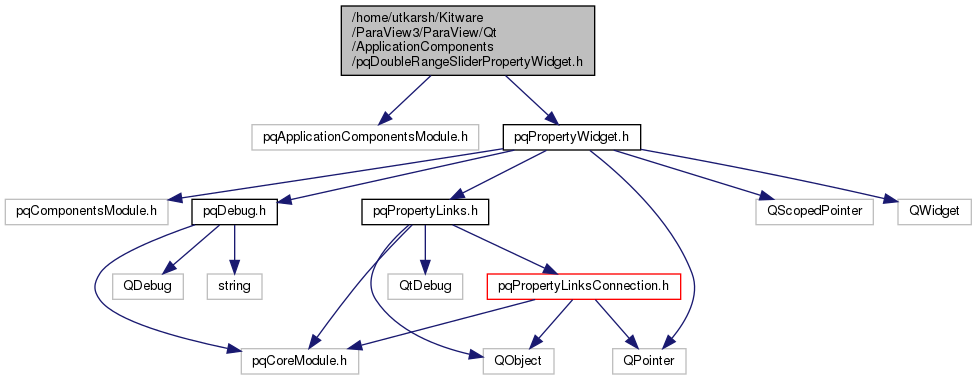 /home/utkarsh/Kitware
/ParaView3/ParaView/Qt
/ApplicationComponents
/pqDoubleRangeSliderPropertyWidget.h
pqApplicationComponentsModule.h
pqPropertyWidget.h
pqComponentsModule.h
pqDebug.h
pqPropertyLinks.h
QScopedPointer
QWidget
QDebug
string
QtDebug
pqPropertyLinksConnection.h
pqCoreModule.h
QObject
QPointer